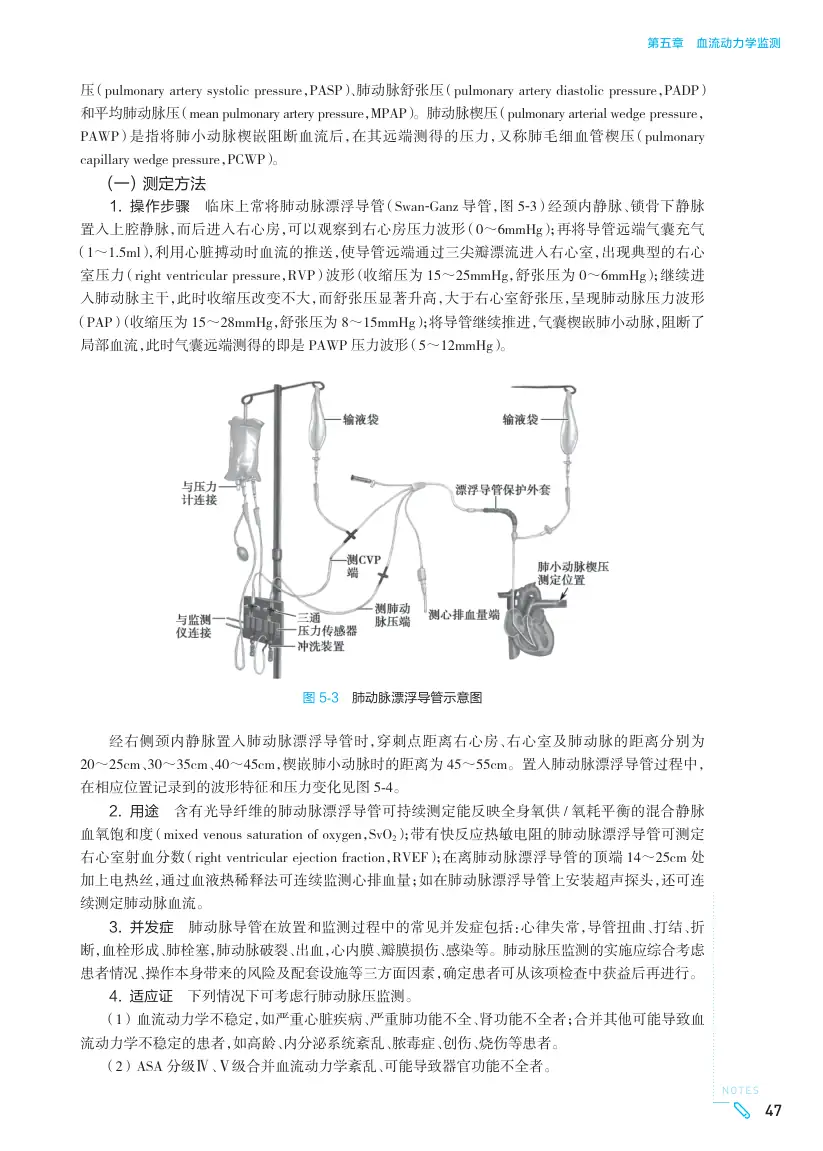 第五章 血流动力学监测
压（pulmonary artery systolic pressure，PASP）、肺动脉舒张压（pulmonary artery diastolic pressure，PADP）
和平均肺动脉压（mean pulmonary artery pressure，MPAP）。肺动脉楔压（pulmonary arterial wedge pressure，
PAWP）是指将肺小动脉楔嵌阻断血流后，在其远端测得的压力，又称肺毛细血管楔压（pulmonary
capillary wedge pressure，PCWP）。
（一）测定方法
1. 操作步骤 临床上常将肺动脉漂浮导管（Swan-Ganz 导管，图 5-3）经颈内静脉、锁骨下静脉
置入上腔静脉，而后进入右心房，可以观察到右心房压力波形（0～6mmHg）；再将导管远端气囊充气
（1～1.5ml），利用心脏搏动时血流的推送，使导管远端通过三尖瓣漂流进入右心室，出现典型的右心
室压力（right ventricular pressure，RVP）波形（收缩压为 15～25mmHg，舒张压为 0～6mmHg）；继续进
入肺动脉主干，此时收缩压改变不大，而舒张压显著升高，大于右心室舒张压，呈现肺动脉压力波形
（PAP）（收缩压为 15～28mmHg，舒张压为 8～15mmHg）；将导管继续推进，气囊楔嵌肺小动脉，阻断了
局部血流，此时气囊远端测得的即是 PAWP 压力波形（5～12mmHg）。
输液袋
输液袋
与压力
计连接
漂浮导管保护外套
测CVP
端
肺小动脉楔压
测定位置
测肺动
脉压端
测心排血量端
与监测
仪连接
三通
压力传感器
冲洗装置
图 5-3 肺动脉漂浮导管示意图
经右侧颈内静脉置入肺动脉漂浮导管时，穿刺点距离右心房、右心室及肺动脉的距离分别为
20～25cm、30～35cm、40～45cm，楔嵌肺小动脉时的距离为 45～55cm。置入肺动脉漂浮导管过程中，
在相应位置记录到的波形特征和压力变化见图 5-4。
2. 用途 含有光导纤维的肺动脉漂浮导管可持续测定能反映全身氧供 / 氧耗平衡的混合静脉
血氧饱和度（mixed venous saturation of oxygen，SvO₂）；带有快反应热敏电阻的肺动脉漂浮导管可测定
右心室射血分数（right ventricular ejection fraction，RVEF）；在离肺动脉漂浮导管的顶端 14～25cm 处
加上电热丝，通过血液热稀释法可连续监测心排血量；如在肺动脉漂浮导管上安装超声探头，还可连
续测定肺动脉血流。
3. 并发症 肺动脉导管在放置和监测过程中的常见并发症包括：心律失常，导管扭曲、打结、折
断，血栓形成、肺栓塞，肺动脉破裂、出血，心内膜、瓣膜损伤、感染等。肺动脉压监测的实施应综合考虑
患者情况、操作本身带来的风险及配套设施等三方面因素，确定患者可从该项检查中获益后再进行。
4. 适应证 下列情况下可考虑行肺动脉压监测。
（1）血流动力学不稳定，如严重心脏疾病、严重肺功能不全、肾功能不全者；合并其他可能导致血
流动力学不稳定的患者，如高龄、内分泌系统紊乱、脓毒症、创伤、烧伤等患者。
（2）ASA 分级Ⅳ、Ⅴ级合并血流动力学紊乱、可能导致器官功能不全者。
NOTES
47